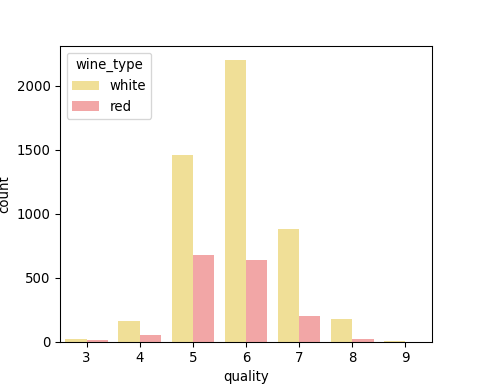 wine_type
white
red
2000
1500
1000
500
0
count
3 4 5 6 7 8 9
quality